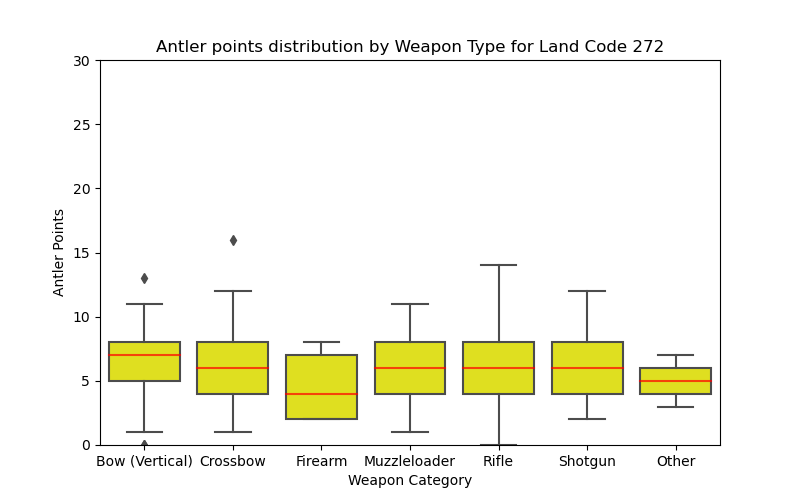 Antler points distribution by Weapon Type for Land Code 272
30
25
20
15
10
5
0
Antler Points
Bow (Vertical) Crossbow Firearm Muzzleloader Rifle Shotgun Other
Weapon Category